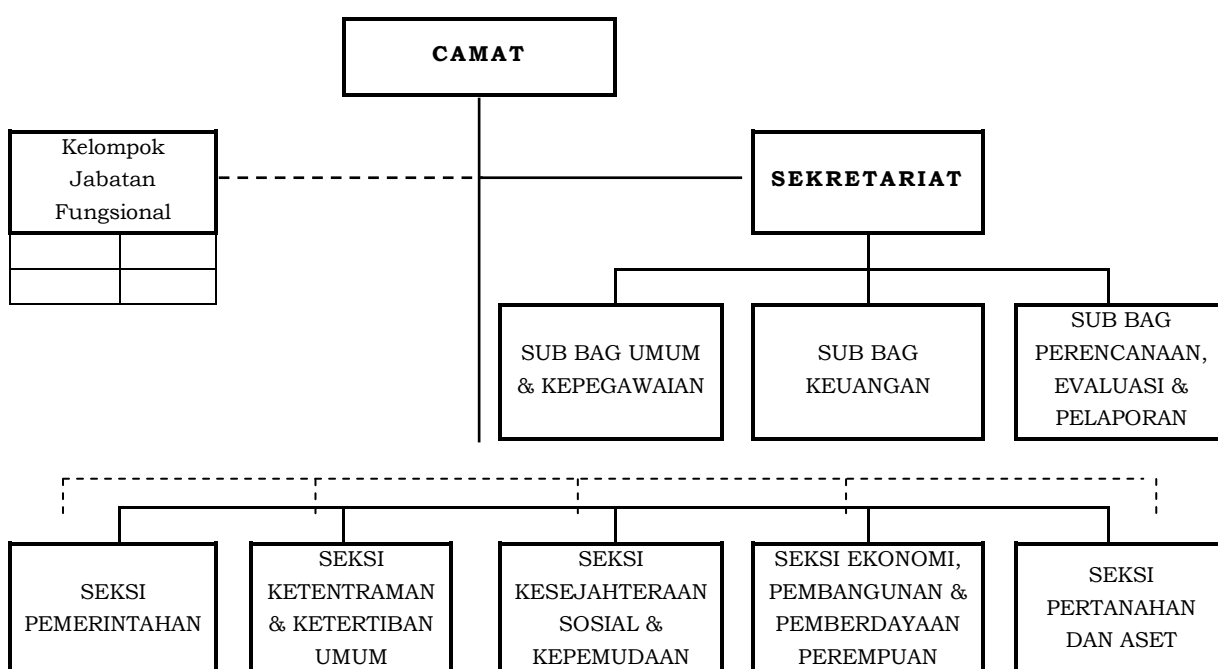 CAMAT
Kelompok
Jabatan
Fungsional
SEKRETARIAT
SUB BAG UMUM
& KEPEGAWAIAN
SUB BAG
KEUANGAN
SUB BAG
PERENCANAAN,
EVALUASI &
PELAPORAN
SEKSI
PEMERINTAHAN
SEKSI
KETENTRAMAN
& KETERTIBAN
UMUM
SEKSI
KESEJAHTERAAN
SOSIAL &
KEPEMUDAAN
SEKSI EKONOMI,
PEMBANGUNAN &
PEMBERDAYAAN
PEREMPUAN
SEKSI
PERTANAHAN
DAN ASET